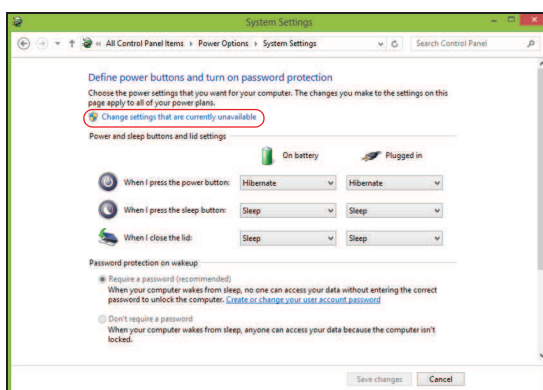 System Settings
« All Control Panel Items › Power Options › System Settings
Search Control Panel
Define power buttons and turn on password protection
Choose the power settings that you want for your computer. The changes you make to the settings on this
page apply to all of your power plans.
Change settings that are currently unavailable
Power and sleep buttons and lid settings
On battery Plugged in
When I press the power button: Hibernate Hibernate
When I press the sleep button: Sleep Sleep
When I close the lid: Sleep Sleep
Password protection on wakeup
Require a password (recommended)
When your computer wakes from sleep, no one can access your data without entering the correct
password to unlock the computer. Create or change your user account password
Don't require a password
When your computer wakes from sleep, anyone can access your data because the computer isn't
locked.
Save changes Cancel